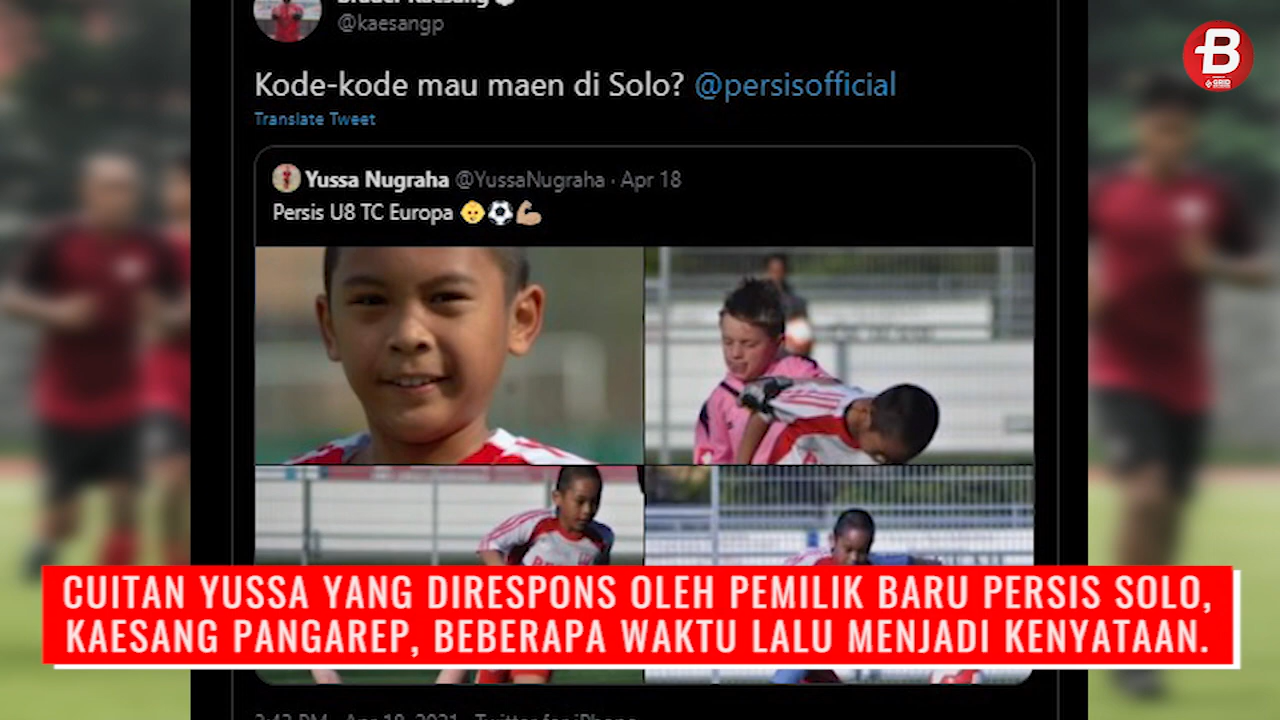 @kaesangp
Kode-kode mau maen di Solo? @persisofficial
Translate Tweet
Yussa Nugraha @YussaNugraha · Apr 18
Persis U8 TC Europa 👶⚽💪🏼
CUITAN YUSSA YANG DIRESPONS OLEH PEMILIK BARU PERSIS SOLO,
KAESANG PANGAREP, BEBERAPA WAKTU LALU MENJADI KENYATAAN.
B
GRID